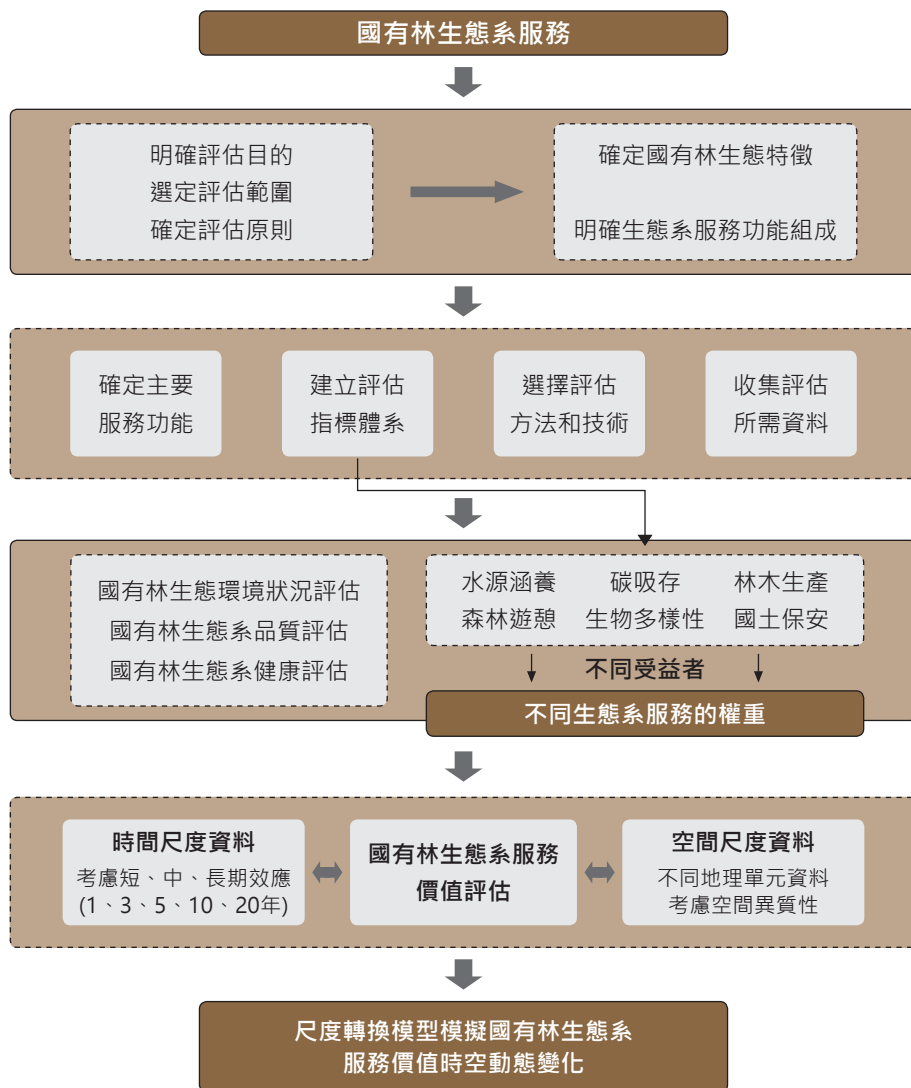 國有林生態系服務
明確評估目的
選定評估範圍
確定評估原則
確定國有林生態特徵
明確生態系服務功能組成
確定主要
服務功能
建立評估
指標體系
選擇評估
方法和技術
收集評估
所需資料
國有林生態環境狀況評估
國有林生態系品質評估
國有林生態系健康評估
水源涵養 碳吸存 林木生產
森林遊憩 生物多樣性 國土保安
不同受益者
不同生態系服務的權重
時間尺度資料
考慮短、中、長期效應
(1、3、5、10、20年)
國有林生態系服務
價值評估
空間尺度資料
不同地理單元資料
考慮空間異質性
尺度轉換模型模擬國有林生態系
服務價值時空動態變化